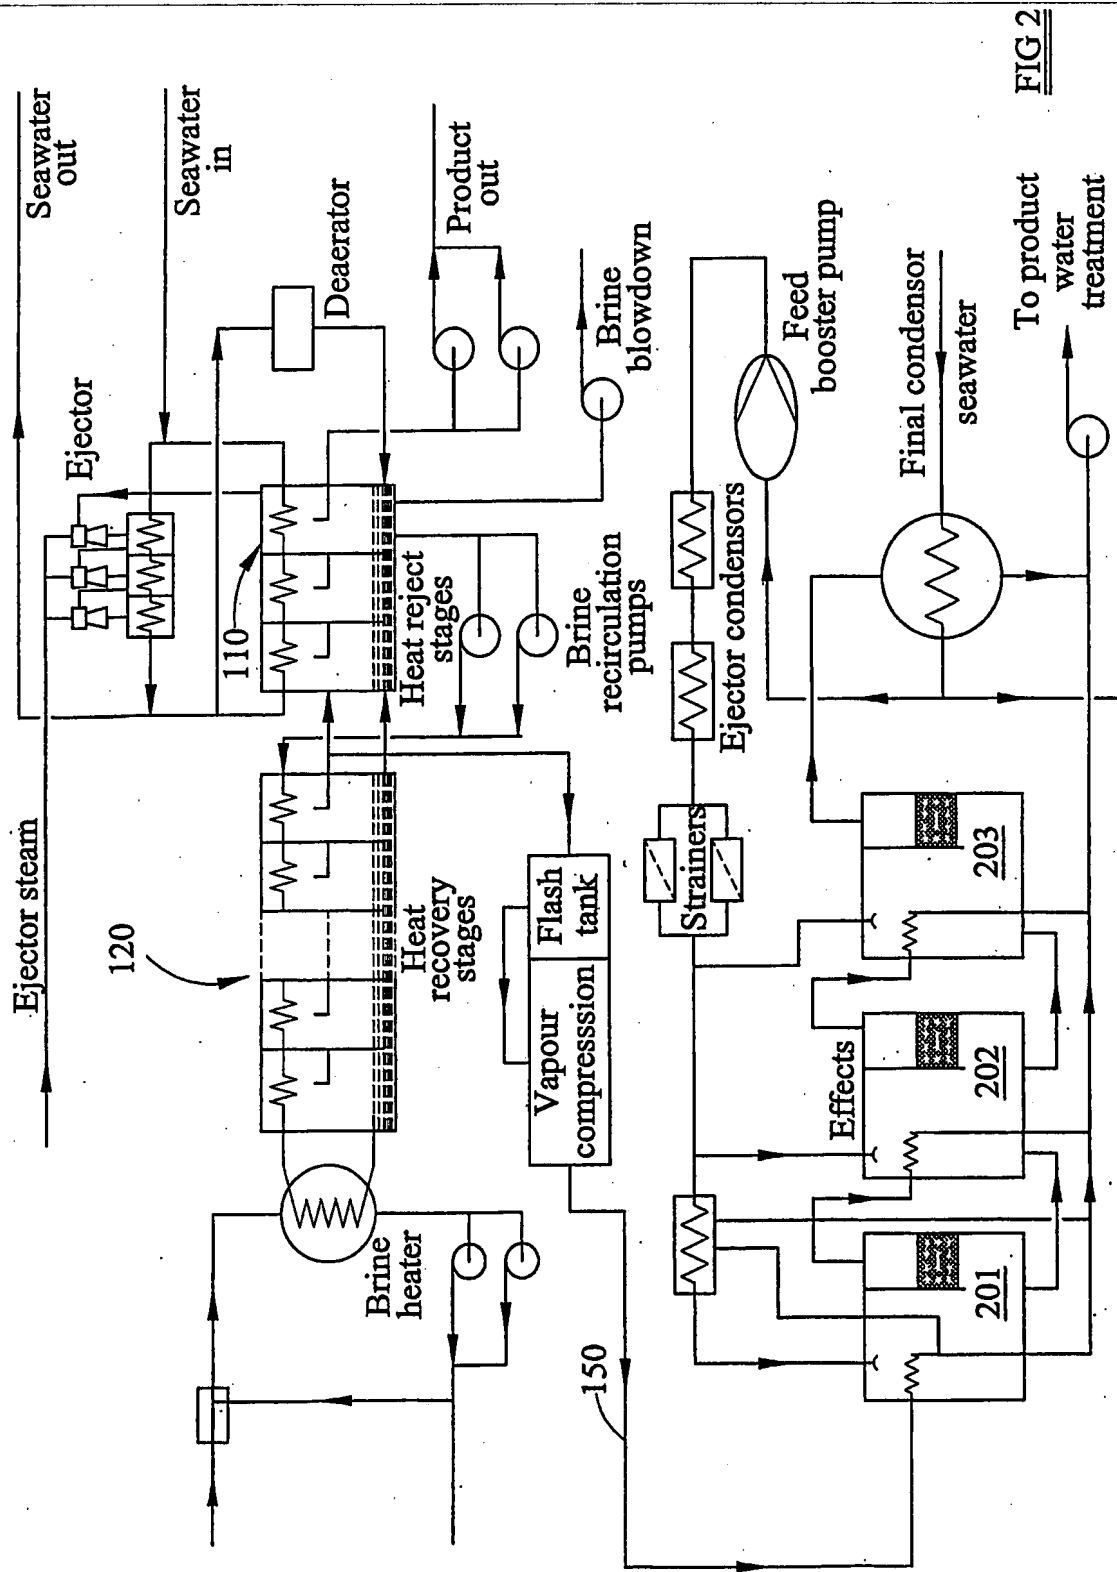 Ejector steam
Ejector
Seawater
out
Seawater
in
120
110
Deaerator
Product
out
Brine
heater
Heat
recovery
stages
Heat reject
stages
Brine
blowdown
Brine
recirculation
pumps
150
Vapour
compresssion
Flash
tank
Strainers
Ejector condensors
Feed
booster pump
Effects
201
202
203
Final condensor
seawater
To product
water
treatment
FIG 2